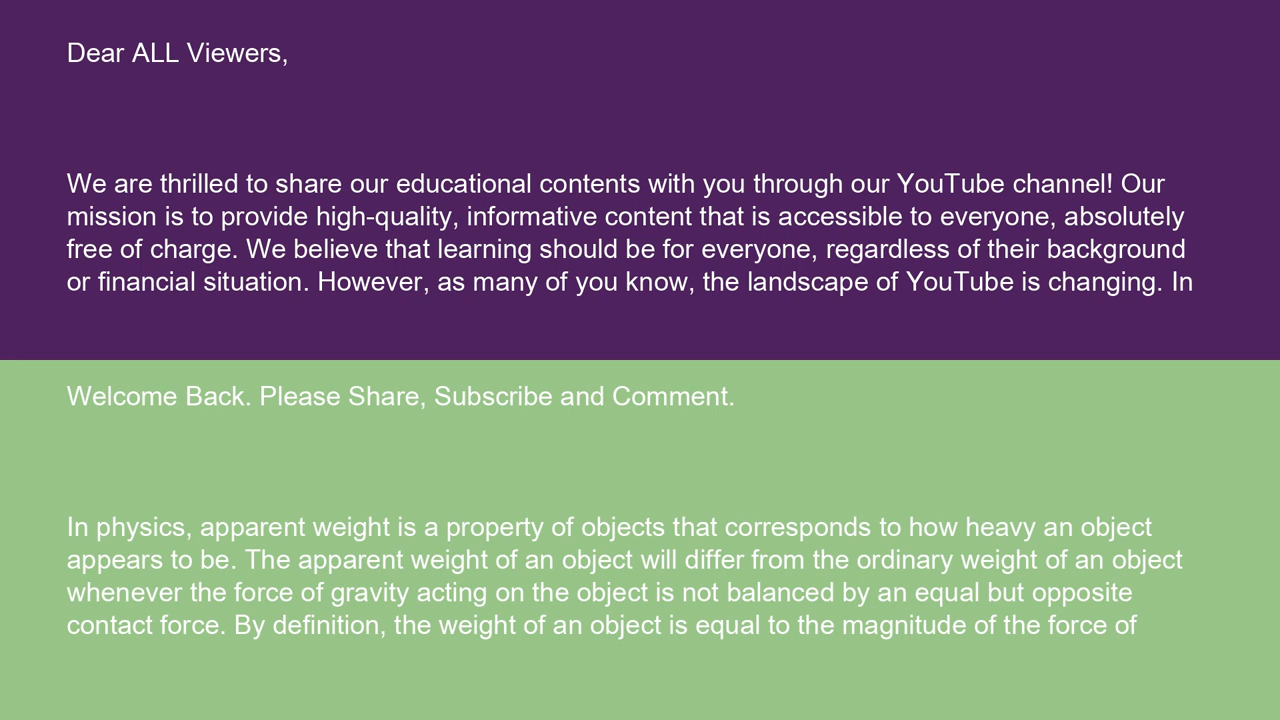 Dear ALL Viewers,
We are thrilled to share our educational contents with you through our YouTube channel! Our
mission is to provide high-quality, informative content that is accessible to everyone, absolutely
free of charge. We believe that learning should be for everyone, regardless of their background
or financial situation. However, as many of you know, the landscape of YouTube is changing. In
Welcome Back. Please Share, Subscribe and Comment.
In physics, apparent weight is a property of objects that corresponds to how heavy an object
appears to be. The apparent weight of an object will differ from the ordinary weight of an object
whenever the force of gravity acting on the object is not balanced by an equal but opposite
contact force. By definition, the weight of an object is equal to the magnitude of the force of